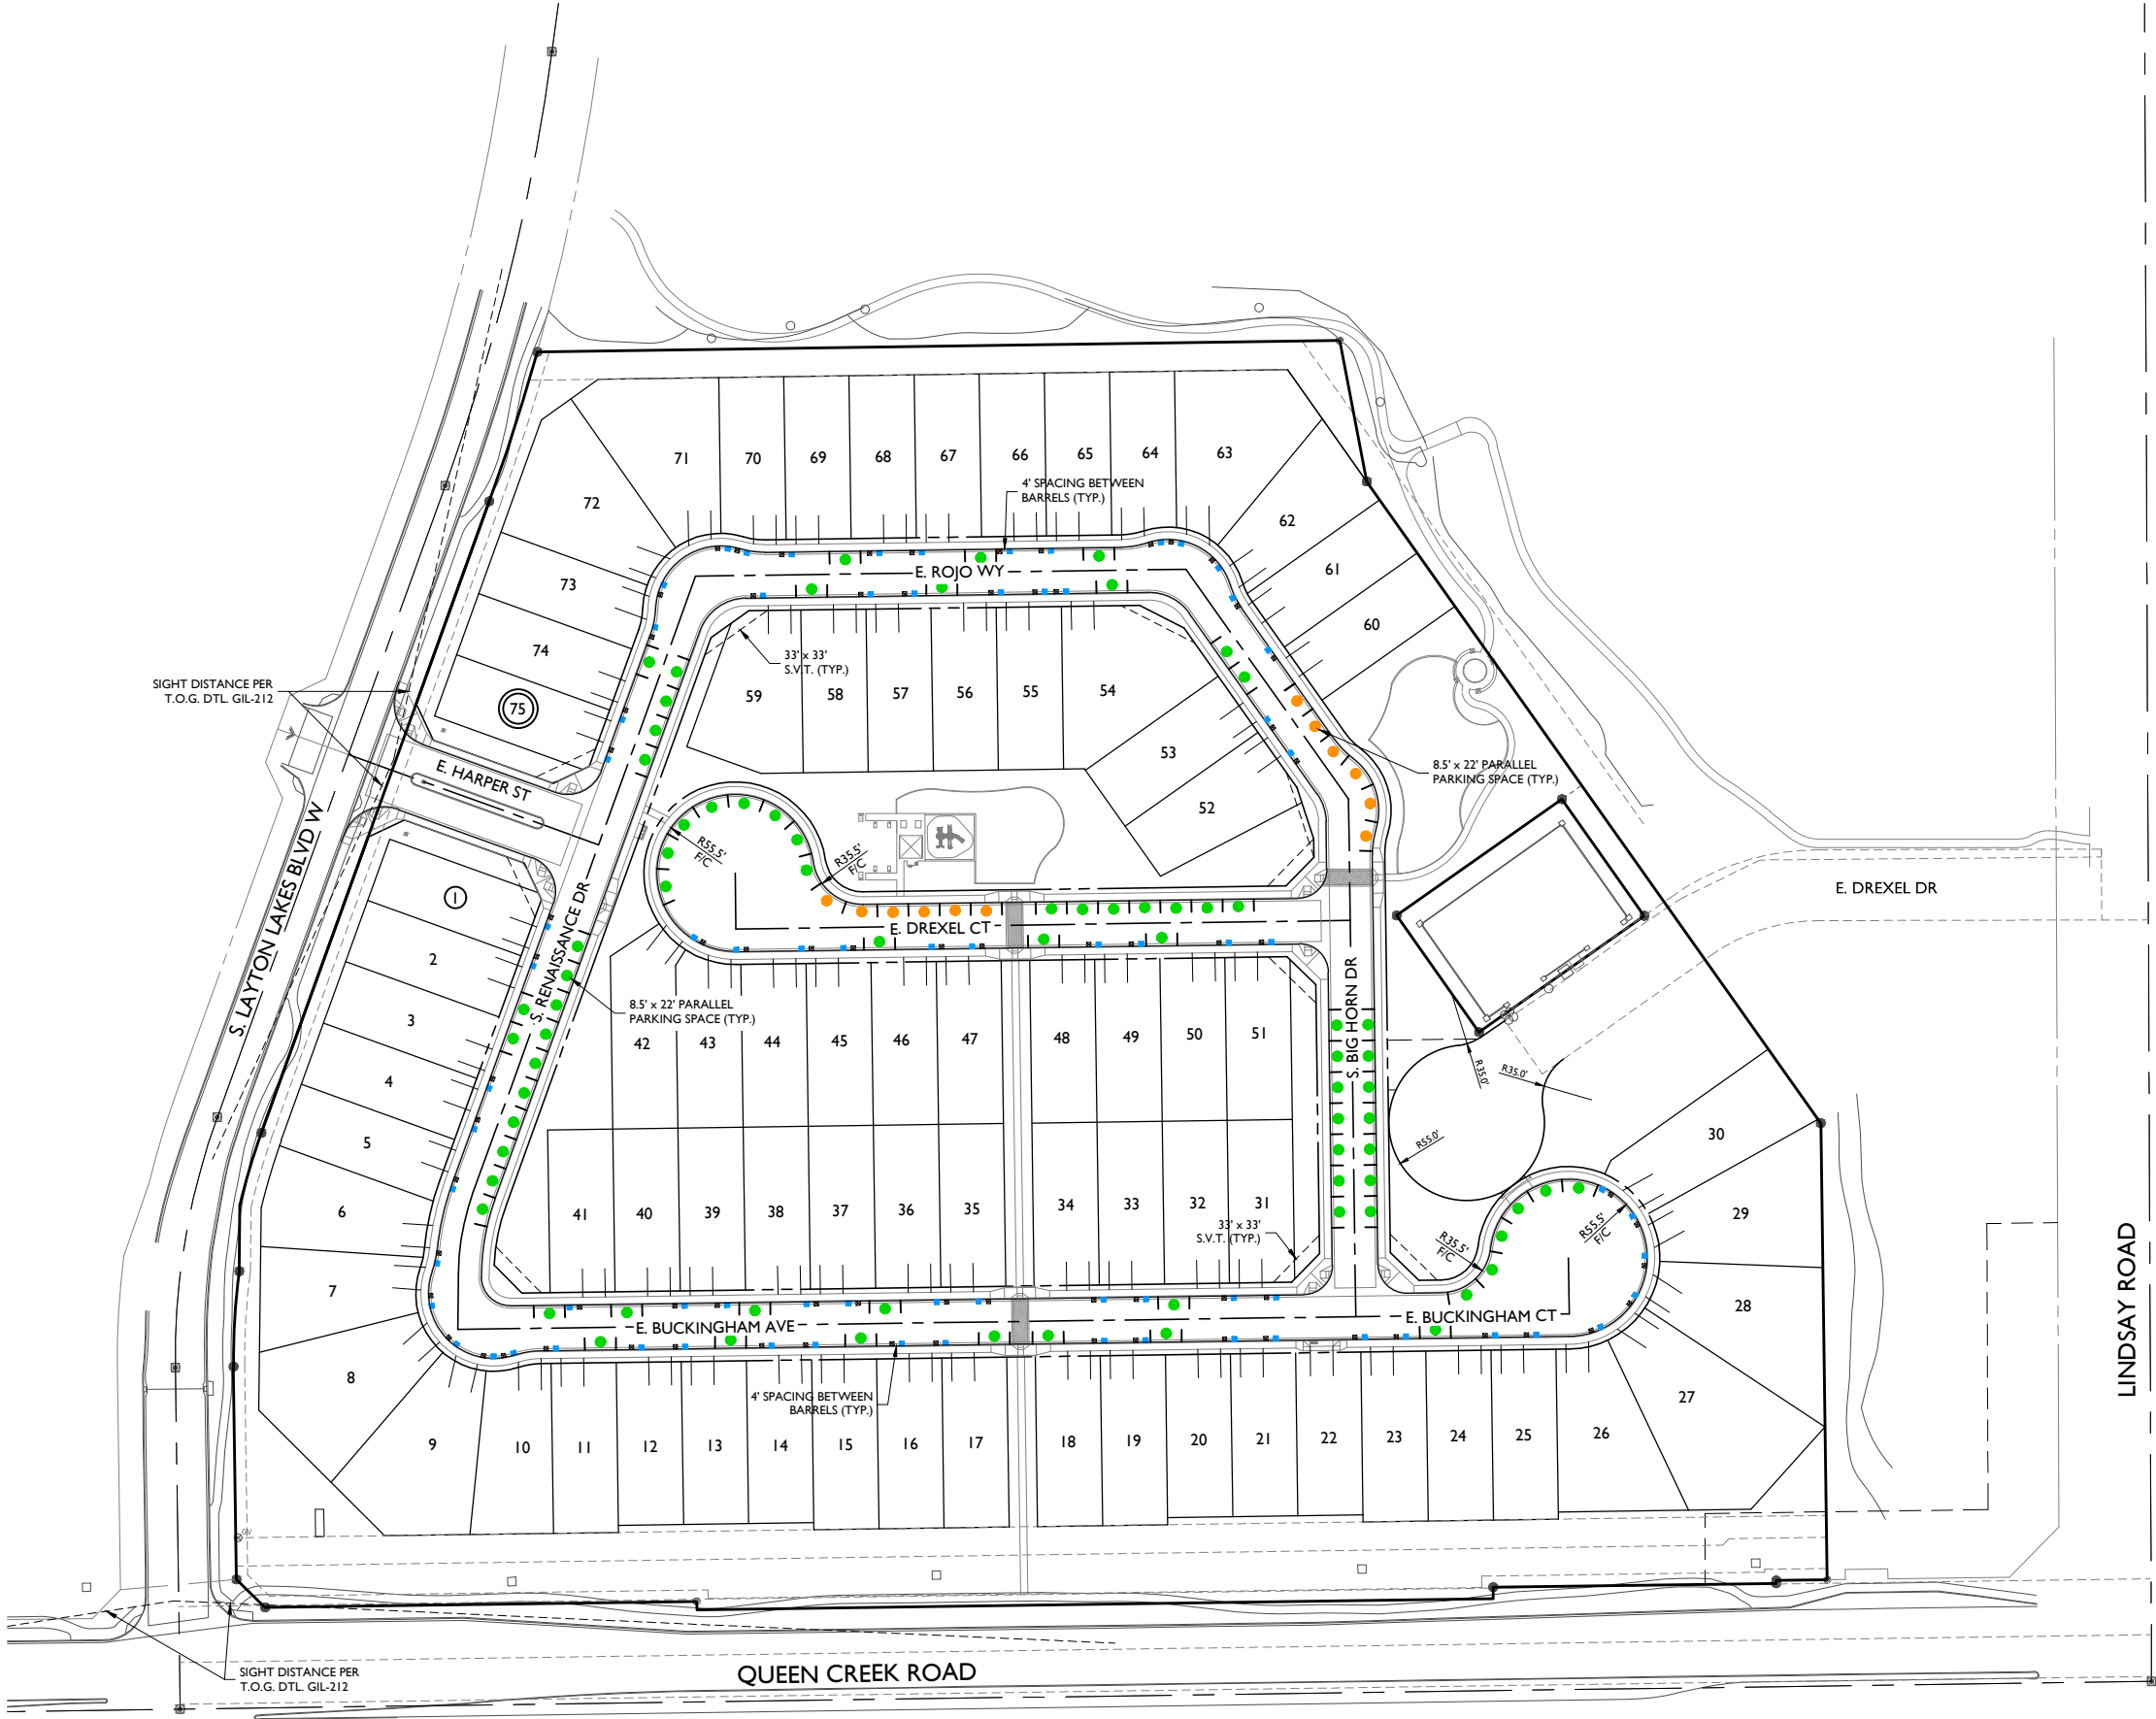 71
70
69
68
67
66
65
64
63
4' SPACING BETWEEN
BARRELS (TYP.)
72
62
73
E. ROJO WY
61
60
74
33' x 33'
S.V.T. (TYP.)
SIGHT DISTANCE PER
T.O.G. DTL. GIL-212
75
59
58
57
56
55
54
53
52
8.5' x 22' PARALLEL
PARKING SPACE (TYP.)
E. HARPER ST
S. LAYTON LAKES BLVD W
R55.5'
F/C
R35.5'
F/C
E. DREXEL DR
1
S. RENAISSANCE DR
E. DREXEL CT
2
8.5' x 22' PARALLEL
PARKING SPACE (TYP.)
S. BIG HORN DR
3
42
43
44
45
46
47
48
49
50
51
4
R35.0'
R35.0'
5
R55.0'
30
6
41
40
39
38
37
36
35
34
33
32
31
29
33' x 33'
S.V.T. (TYP.)
R35.5'
F/C
R55.5'
F/C
7
28
E. BUCKINGHAM AVE
E. BUCKINGHAM CT
LINDSAY ROAD
8
4' SPACING BETWEEN
BARRELS (TYP.)
27
9
10
11
12
13
14
15
16
17
18
19
20
21
22
23
24
25
26
GV
SIGHT DISTANCE PER
T.O.G. DTL. GIL-212
QUEEN CREEK ROAD